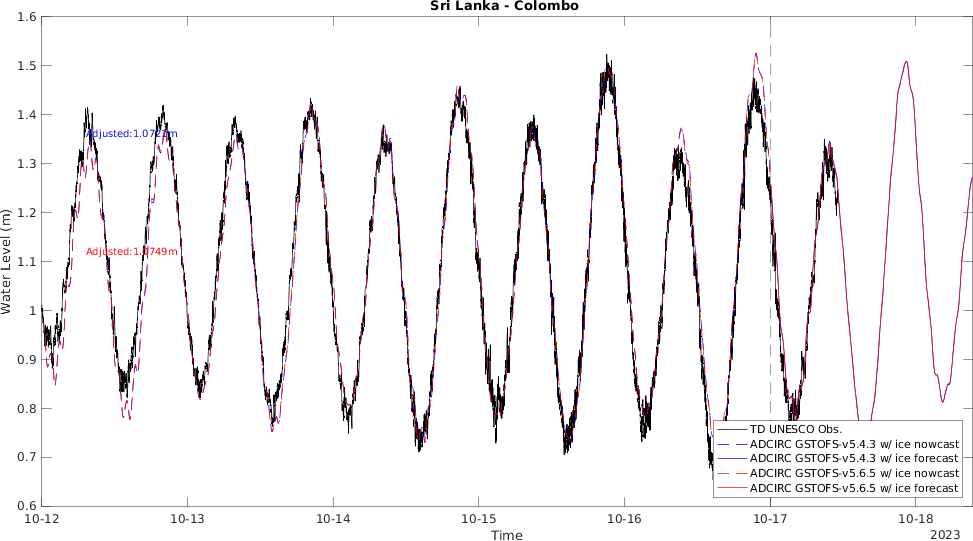 Sri Lanka - Colombo
1.6
1.5
1.4
1.3
1.2
1.1
1
0.9
0.8
0.7
0.6
Water Level (m)
Adjusted:1.0721m
Adjusted:1.0749m
TD UNESCO Obs.
ADCIRC GSTOFS-v5.4.3 w/ ice nowcast
ADCIRC GSTOFS-v5.4.3 w/ ice forecast
ADCIRC GSTOFS-v5.6.5 w/ ice nowcast
ADCIRC GSTOFS-v5.6.5 w/ ice forecast
10-12 10-13 10-14 10-15 10-16 10-17 10-18
Time
2023